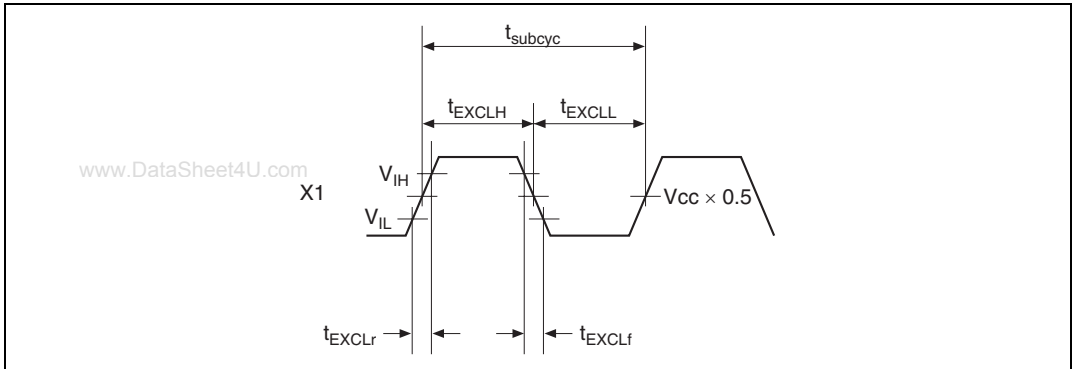 tsubcyc
tEXCLH tEXCLL
www.DataSheet4U.com
VIH
X1
Vcc × 0.5
VIL
tEXCLr tEXCLf